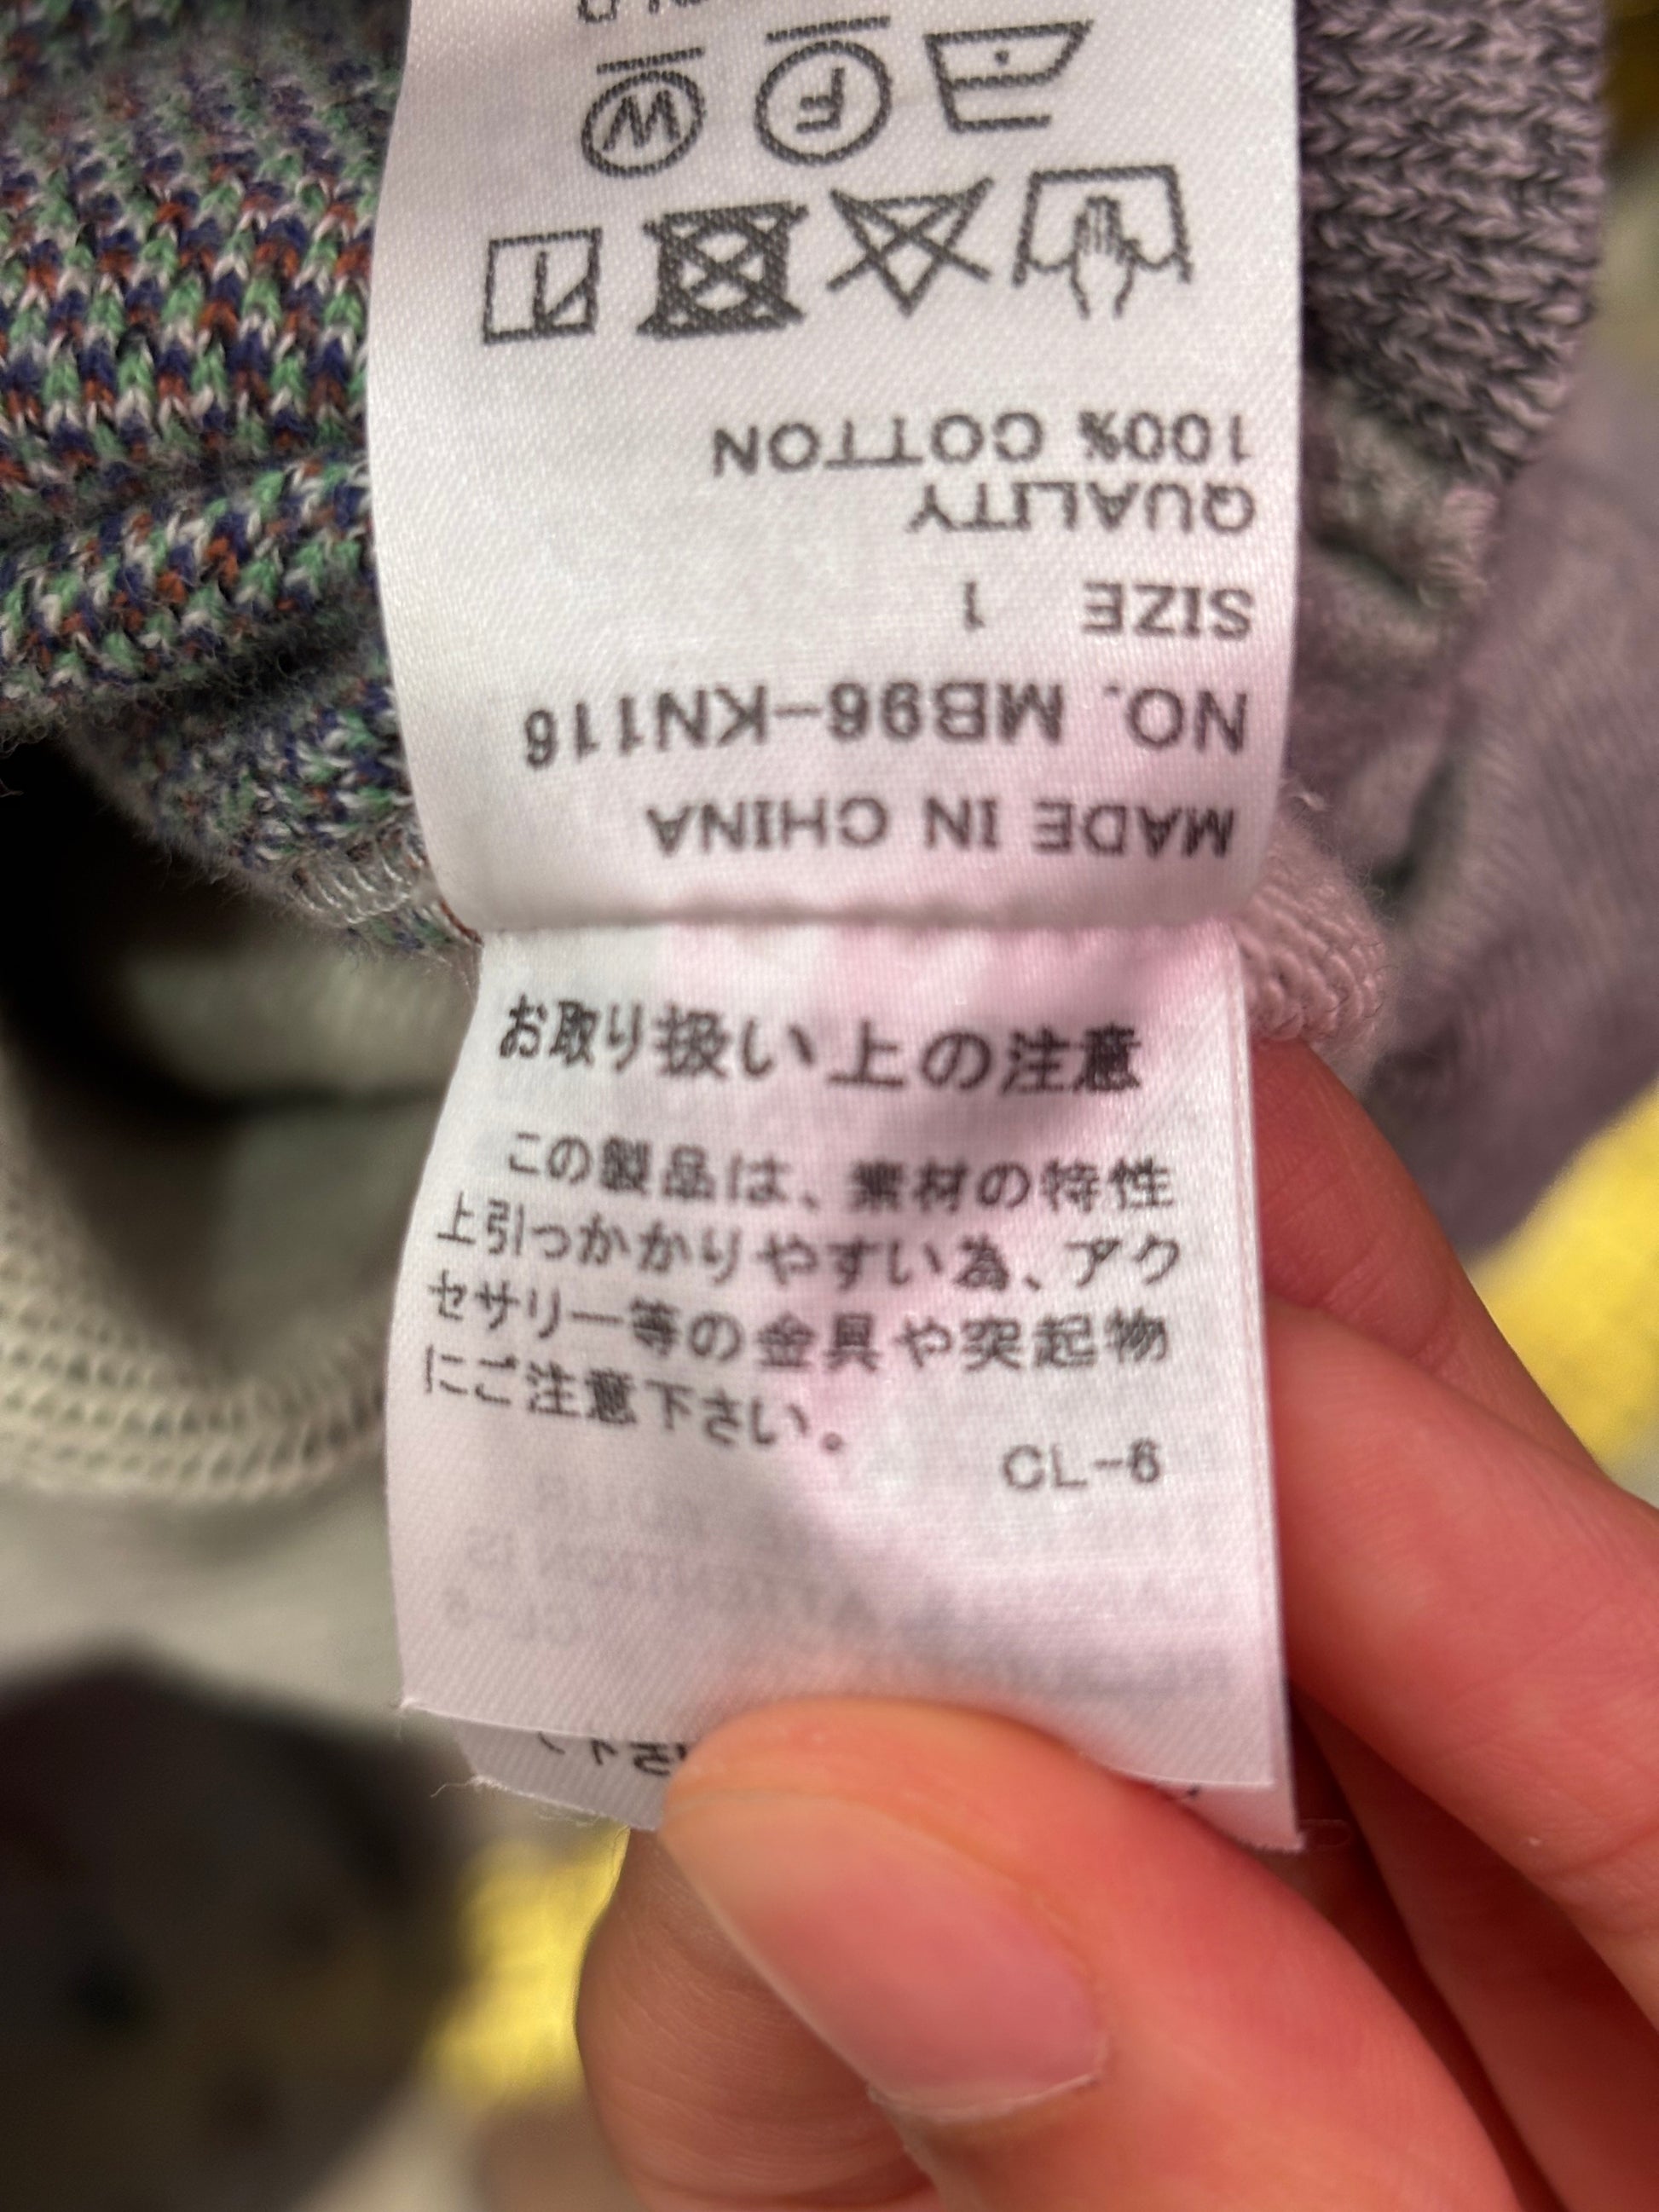 MADE IN CHINA
NO. MB96-KN116
SIZE 1
QUALITY
100% COTTON
W
F
お取り扱い上の注意
この製品は、素材の特性
上引っかかりやすい為、アク
セサリー等の金具や突起物
にご注意下さい。
CL-6